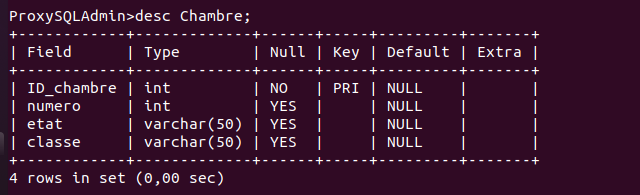 ProxySQLAdmin>desc Chambre;
+------------+-------------+------+-----+---------+-------+
| Field      | Type        | Null | Key | Default | Extra |
+------------+-------------+------+-----+---------+-------+
| ID_chambre | int         | NO   | PRI | NULL    |       |
| numero     | int         | YES  |     | NULL    |       |
| etat       | varchar(50) | YES  |     | NULL    |       |
| classe     | varchar(50) | YES  |     | NULL    |       |
+------------+-------------+------+-----+---------+-------+
4 rows in set (0,00 sec)